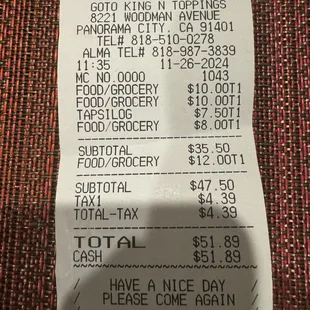 GOTO KING N TOPPINGS
8221 WOODMAN AVENUE
PANORAMA CITY, CA 91401
TEL# 818-510-0278
ALMA TEL# 818-987-3839
11:35 11-26-2024
MC NO.0000 1043
FOOD/GROCERY $10.00T1
FOOD/GROCERY $10.00T1
TAPSILOG $7.50T1
FOOD/GROCERY $8.00T1
SUBTOTAL $35.50
FOOD/GROCERY $12.00T1
SUBTOTAL $47.50
TAX1 $4.39
TOTAL-TAX $4.39
TOTAL $51.89
CASH $51.89
HAVE A NICE DAY
PLEASE COME AGAIN